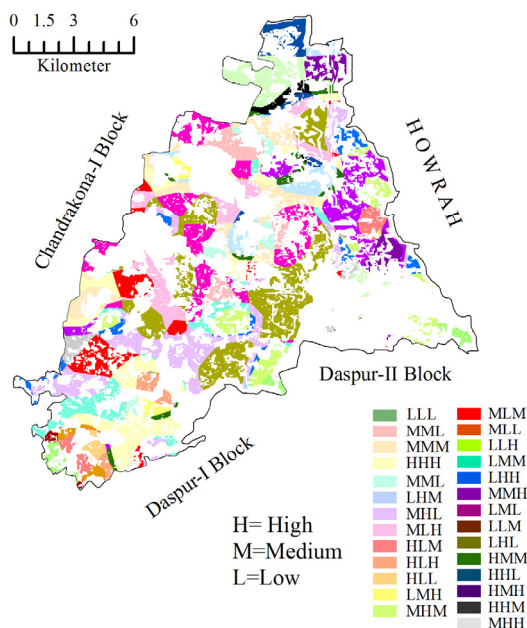 0 1.5 3 6
Kilometer
Chandrakona-I Block
HOWRAH
Daspur-II Block
Daspur-I Block
H= High
M=Medium
L=Low
LLL
MML
MMM
HHH
MML
LHM
MHL
MLH
HLM
HLH
HLL
LMH
MHM
MLM
MLL
LLH
LMM
LHH
MMH
LML
LLM
LHL
HMM
HHL
HMH
HHM
MHH